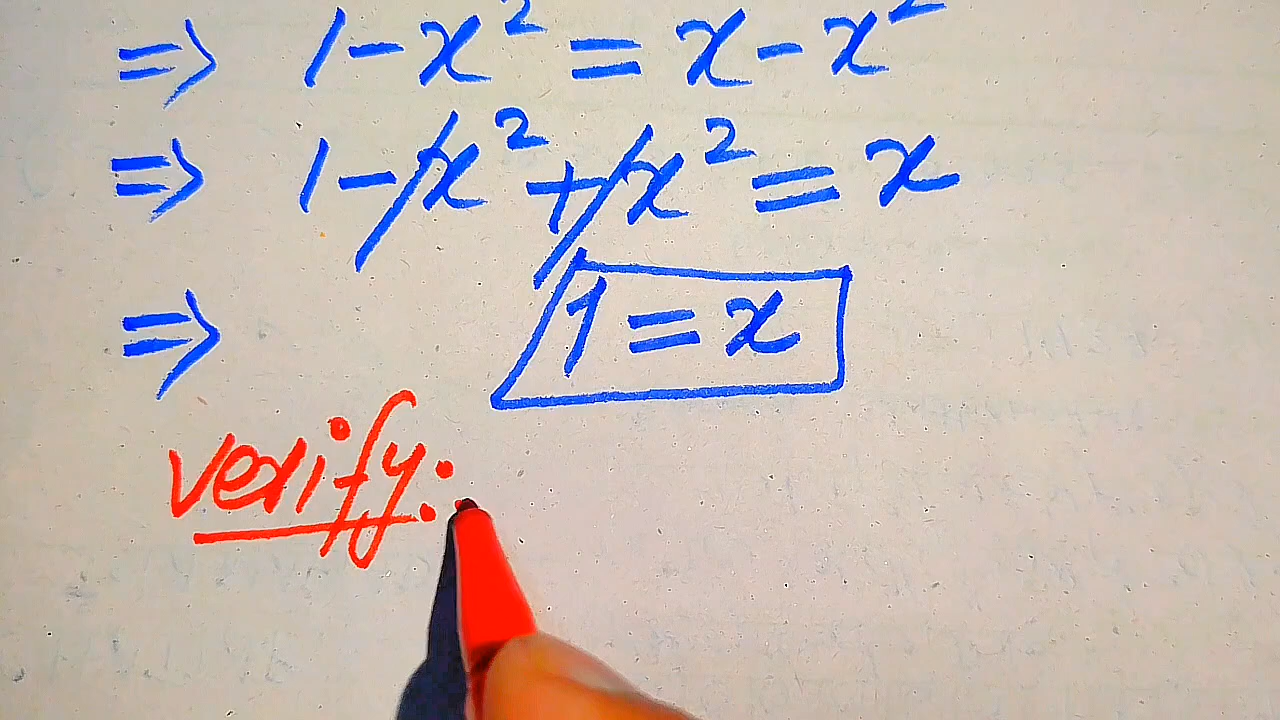 ⇒ 1 - x² = x - x²
⇒ 1 - x² + x² = x
⇒ 1 = x
verify: